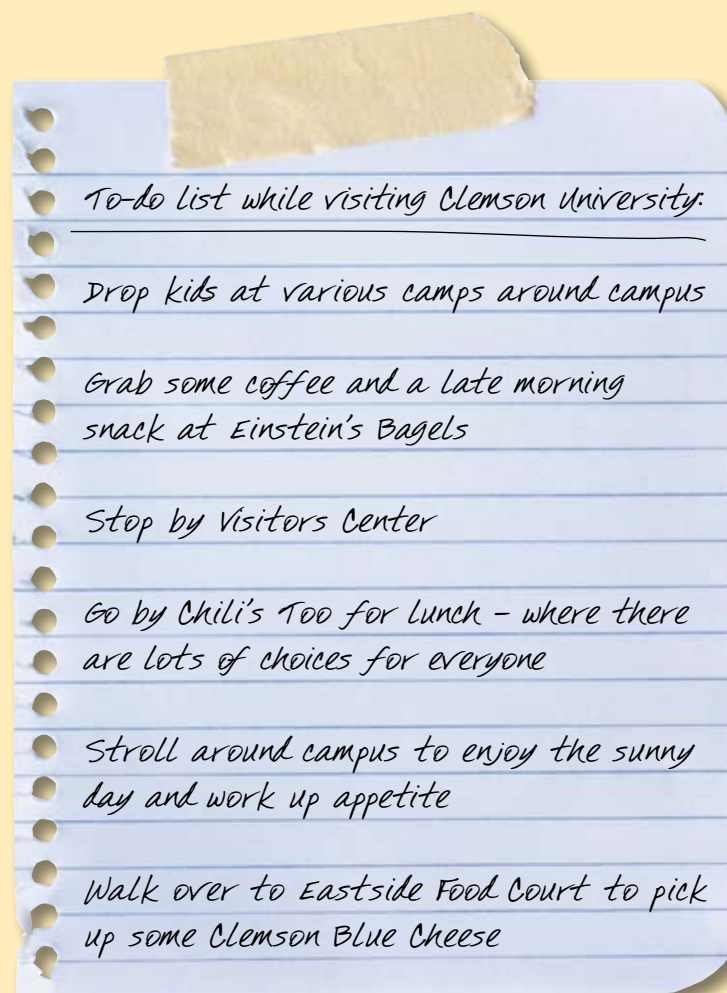 To-do list while visiting Clemson University:
Drop kids at various camps around campus
Grab some coffee and a late morning
snack at Einstein's Bagels
Stop by Visitors Center
Go by Chili's Too for lunch – where there
are lots of choices for everyone
Stroll around campus to enjoy the sunny
day and work up appetite
Walk over to Eastside Food Court to pick
up some Clemson Blue Cheese